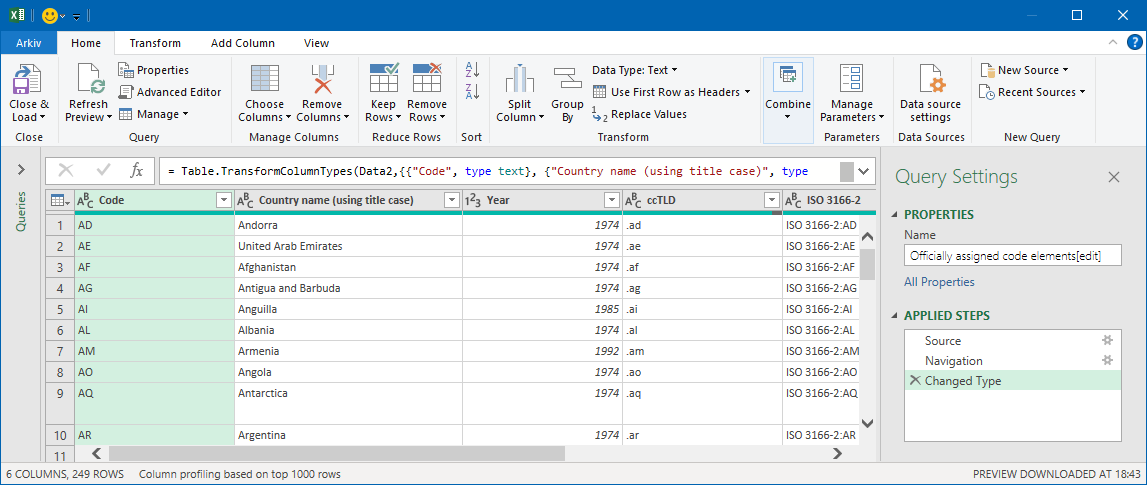 Arkiv Home Transform Add Column View
Close & Load
Refresh Preview
Properties
Advanced Editor
Manage
Choose Columns
Remove Columns
Keep Rows
Remove Rows
A Z
Z A
Split Column
Group By
Data Type: Text
Use First Row as Headers
1 2 Replace Values
Combine
Manage Parameters
Data source settings
New Source
Recent Sources
Close Query Manage Columns Reduce Rows Sort Transform Parameters Data Sources New Query
Queries
fx = Table.TransformColumnTypes(Data2,{{"Code", type text}, {"Country name (using title case)", type
ABC Code ABC Country name (using title case) 123 Year ABC ccTLD ABC ISO 3166-2
1 AD Andorra 1974 .ad ISO 3166-2:AD
2 AE United Arab Emirates 1974 .ae ISO 3166-2:AE
3 AF Afghanistan 1974 .af ISO 3166-2:AF
4 AG Antigua and Barbuda 1974 .ag ISO 3166-2:AG
5 AI Anguilla 1985 .ai ISO 3166-2:AI
6 AL Albania 1974 .al ISO 3166-2:AL
7 AM Armenia 1992 .am ISO 3166-2:AM
8 AO Angola 1974 .ao ISO 3166-2:AO
9 AQ Antarctica 1974 .aq ISO 3166-2:AQ
10 AR Argentina 1974 .ar ISO 3166-2:AR
11
Query Settings
PROPERTIES
Name
Officially assigned code elements[edit]
All Properties
APPLIED STEPS
Source
Navigation
Changed Type
6 COLUMNS, 249 ROWS Column profiling based on top 1000 rows PREVIEW DOWNLOADED AT 18:43